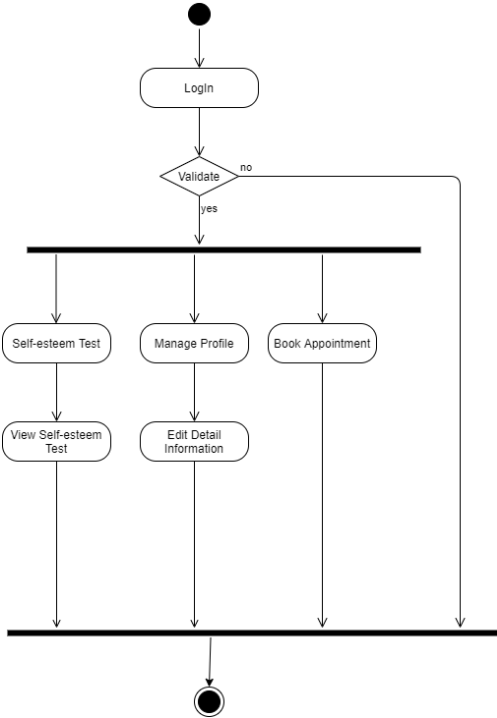 LogIn
Validate
no
yes
Self-esteem Test
Manage Profile
Book Appointment
View Self-esteem
Test
Edit Detail
Information